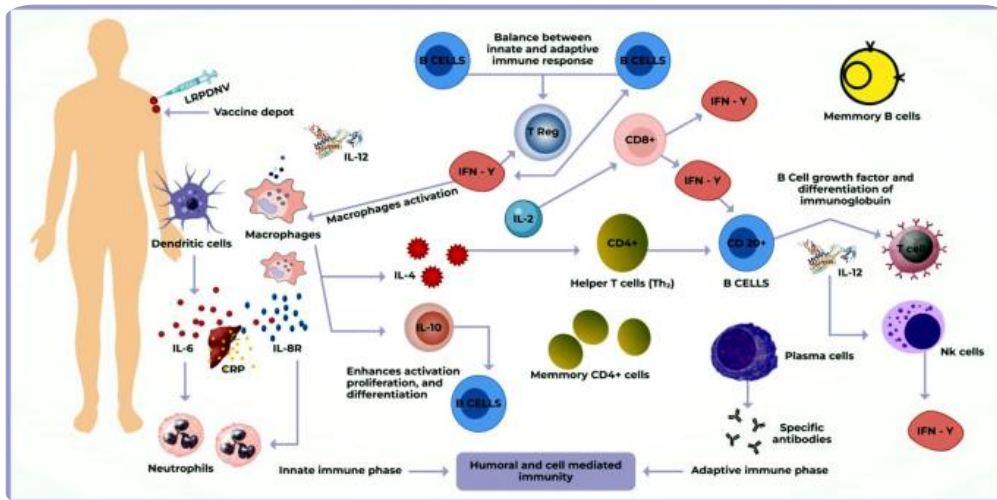 LRPDNV
Vaccine depot
IL-12
Dendritic cells
Macrophages
Macrophages activation
IL-6
CRP
IL-8R
Neutrophils
B CELLS
Balance between
innate and adaptive
immune response
B CELLS
T Reg
IFN - Y
IL-2
CD8+
IFN - Y
IFN - Y
Memmory B cells
IL-4
CD4+
Helper T cells (Th₂)
CD 20+
B CELLS
B Cell growth factor and
differentiation of
immunoglobuin
IL-12
T cell
Nk cells
IFN - Y
IL-10
Enhances activation
proliferation, and
differentiation
B CELLS
Memmory CD4+ cells
Plasma cells
Specific
antibodies
Innate immune phase
Humoral and cell mediated
immunity
Adaptive immune phase